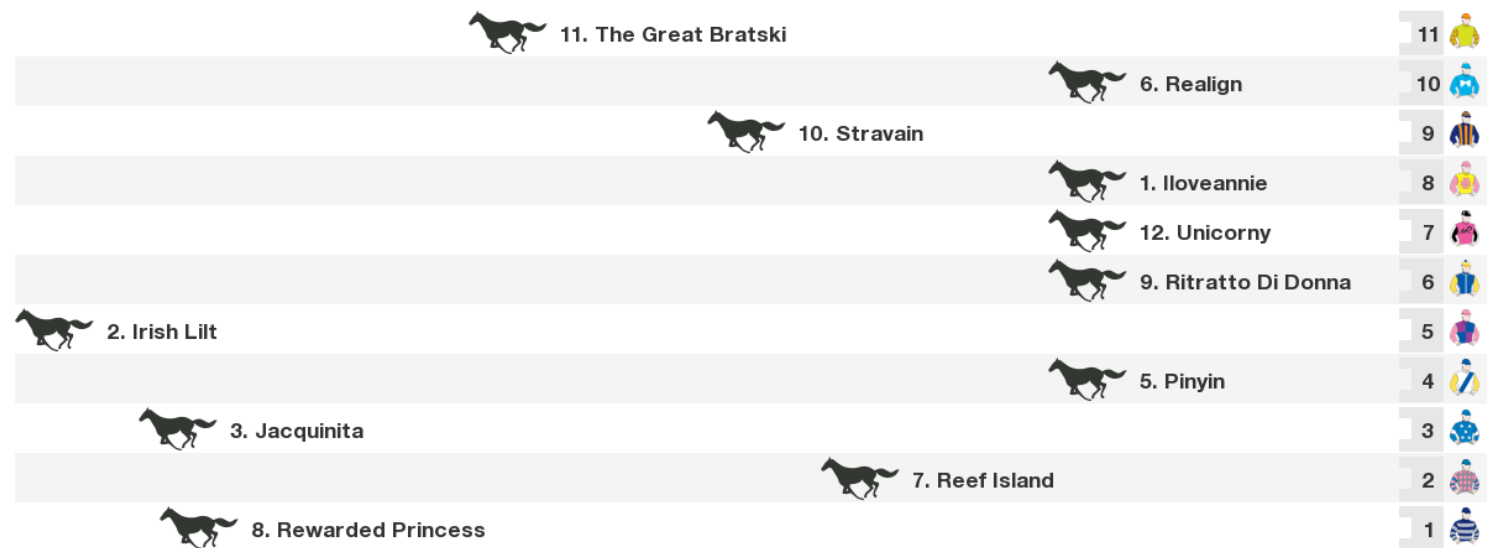 11. The Great Bratski 11
6. Realign 10
10. Stravain 9
1. Iloveannie 8
12. Unicorny 7
9. Ritratto Di Donna 6
2. Irish Lilt 5
5. Pinyin 4
3. Jacquinita 3
7. Reef Island 2
8. Rewarded Princess 1